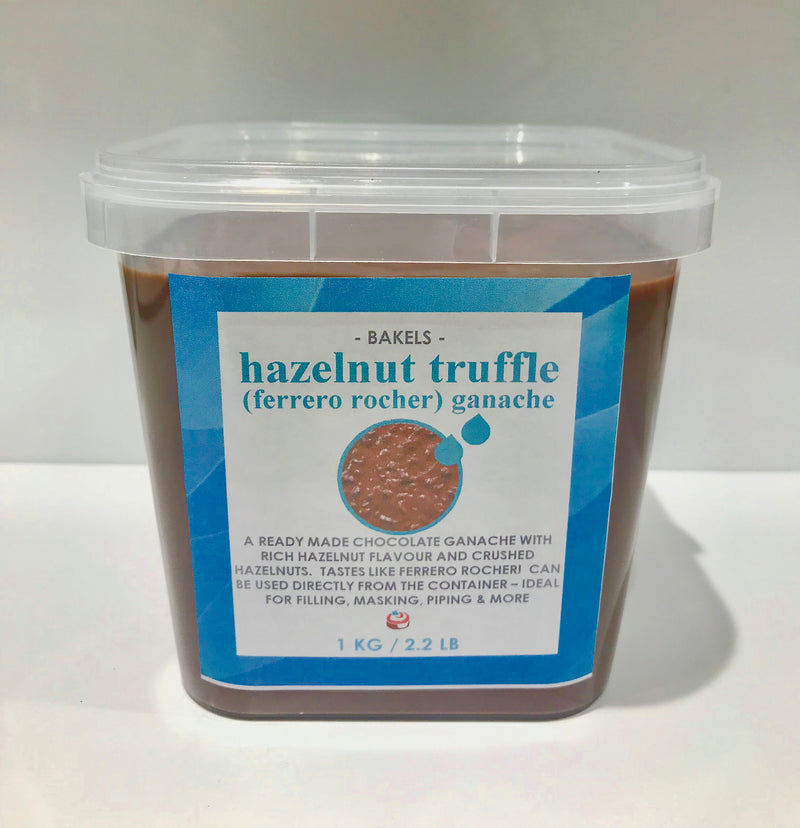 - BAKELS -
hazelnut truffle
(ferrero rocher) ganache
A READY MADE CHOCOLATE GANACHE WITH
RICH HAZELNUT FLAVOUR AND CRUSHED
HAZELNUTS. TASTES LIKE FERRERO ROCHER! CAN
BE USED DIRECTLY FROM THE CONTAINER – IDEAL
FOR FILLING, MASKING, PIPING & MORE
1 KG / 2.2 LB